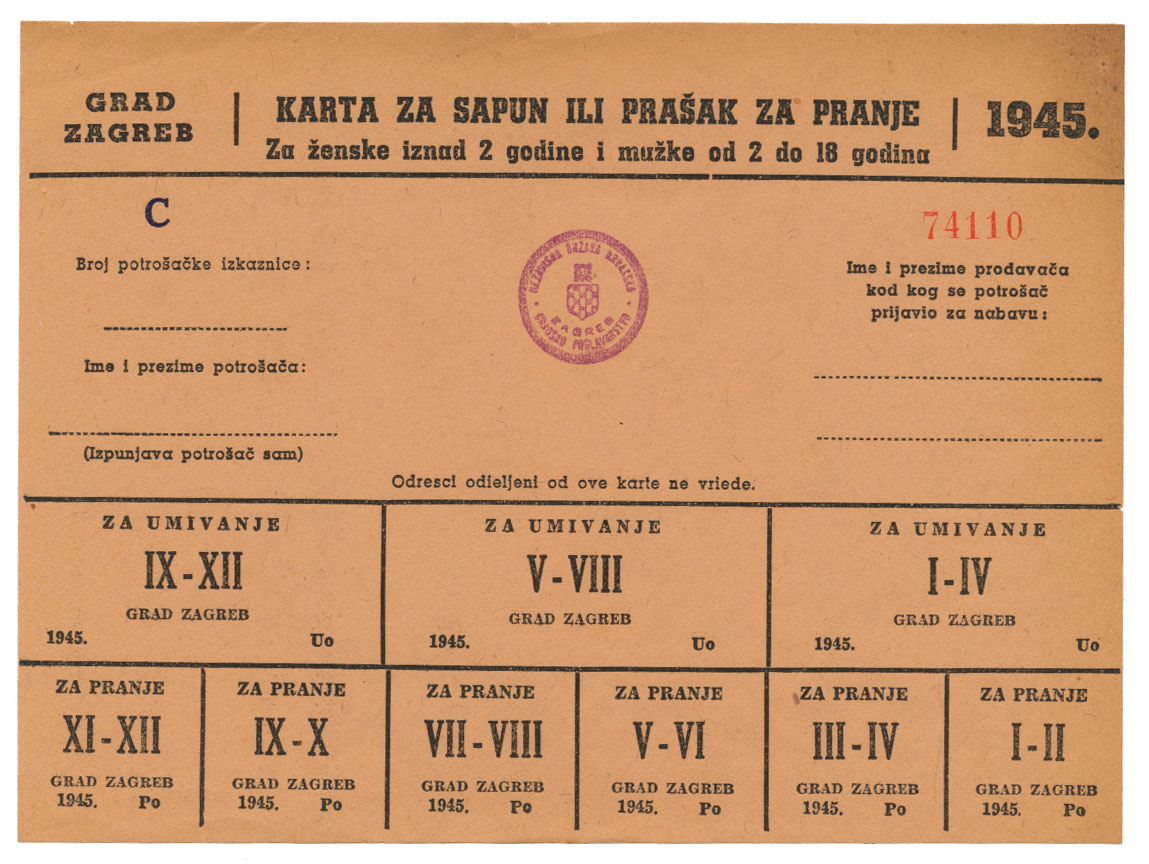 GRAD
ZAGREB
KARTA ZA SAPUN ILI PRAŠAK ZA PRANJE
Za ženske iznad 2 godine i mužke od 2 do 18 godina
1945.
C
74110
Broj potrošačke izkaznice:
Ime i prezime potrošača:
(Izpunjava potrošač sam)
NEZAVISNA DRŽAVA HRVATSKA
ZAGREB
GRADSKO POGLAVARSTVO
Ime i prezime prodavača
kod kog se potrošač
prijavio za nabavu:
Odresci odieljeni od ove karte ne vriede.
ZA UMIVANJE
IX-XII
GRAD ZAGREB
1945. Uo
ZA UMIVANJE
V-VIII
GRAD ZAGREB
1945. Uo
ZA UMIVANJE
I-IV
GRAD ZAGREB
1945. Uo
ZA PRANJE
XI-XII
GRAD ZAGREB
1945. Po
ZA PRANJE
IX-X
GRAD ZAGREB
1945. Po
ZA PRANJE
VII-VIII
GRAD ZAGREB
1945. Po
ZA PRANJE
V-VI
GRAD ZAGREB
1945. Po
ZA PRANJE
III-IV
GRAD ZAGREB
1945. Po
ZA PRANJE
I-II
GRAD ZAGREB
1945. Po